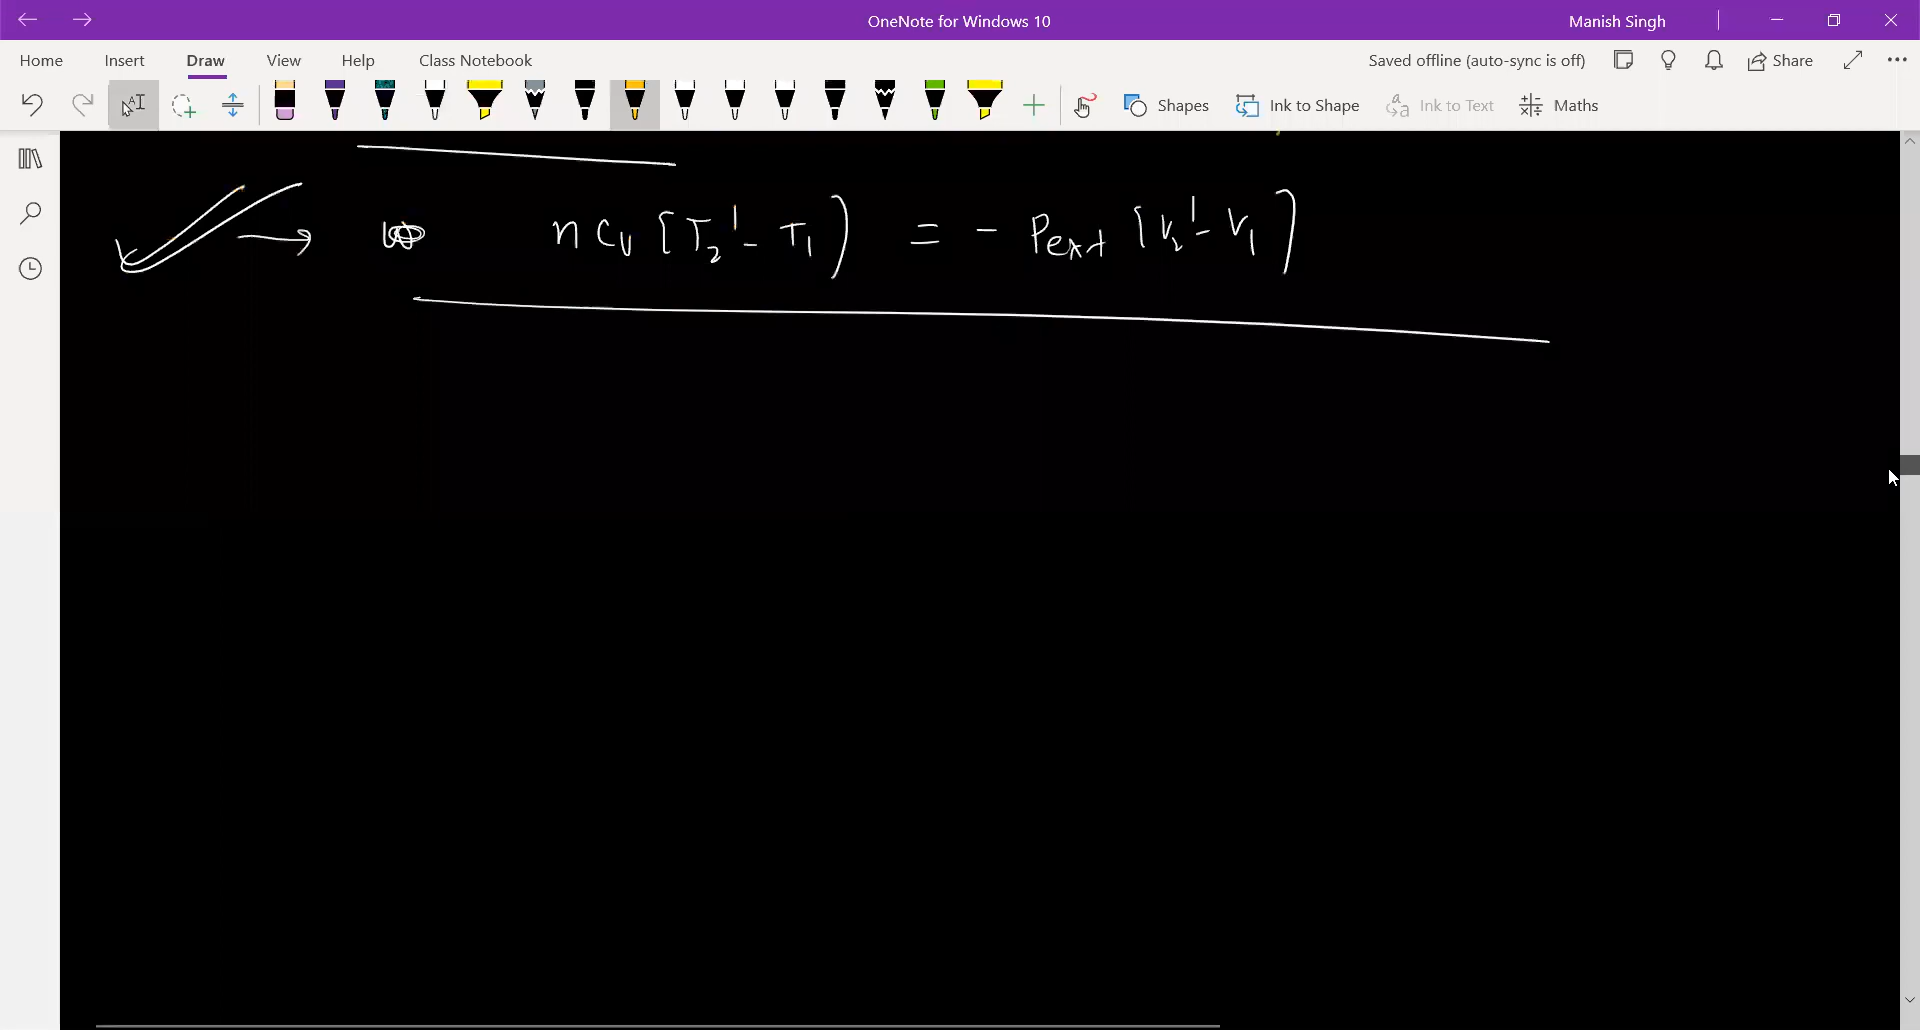 OneNote for Windows 10 Manish Singh
Home Insert Draw View Help Class Notebook Saved offline (auto-sync is off) Share
Shapes Ink to Shape Ink to Text Maths
→ n Cv [T₂' - T₁) = - Pext [V₂' - V₁]